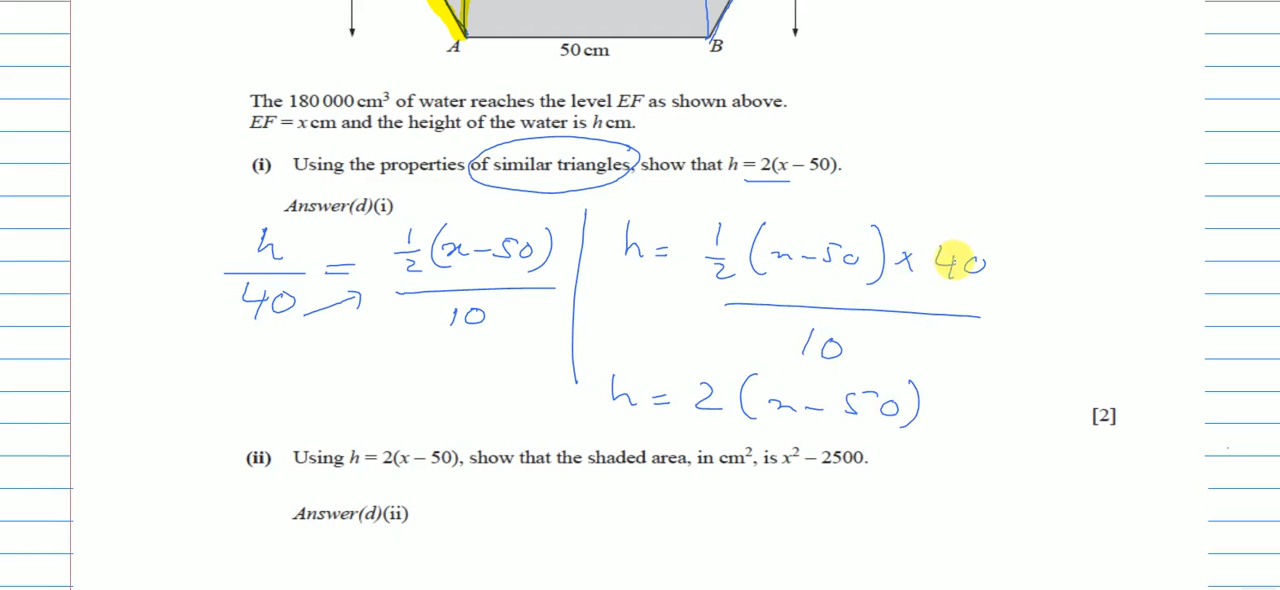 A 50 cm B
The 180 000 cm³ of water reaches the level EF as shown above.
EF = x cm and the height of the water is h cm.
(i) Using the properties of similar triangles, show that h = 2(x – 50).
Answer(d)(i)
h/40 = ½(x – 50)/10
h = ½(x – 50) × 40/10
h = 2(x – 50)
[2]
(ii) Using h = 2(x – 50), show that the shaded area, in cm², is x² – 2500.
Answer(d)(ii)